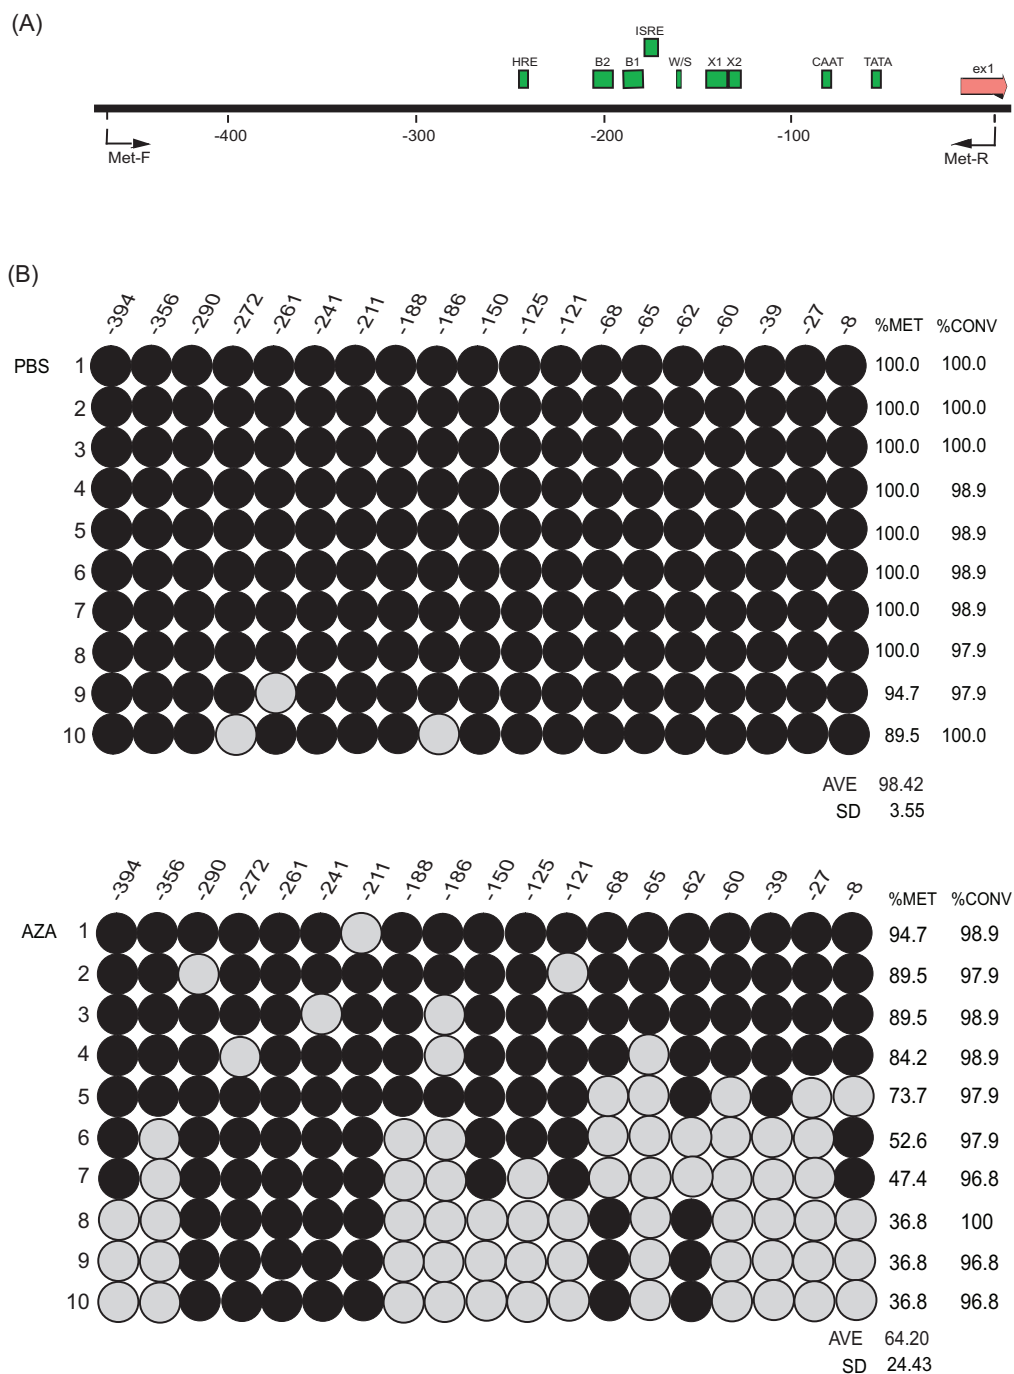 (A)
ISRE
HRE B2 B1 W/S X1 X2 CAAT TATA ex1
-400 -300 -200 -100
Met-F Met-R
(B)
-394 -356 -290 -272 -261 -241 -211 -188 -186 -150 -125 -121 -68 -65 -62 -60 -39 -27 -8 %MET %CONV
PBS 1 100.0 100.0
2 100.0 100.0
3 100.0 100.0
4 100.0 98.9
5 100.0 98.9
6 100.0 98.9
7 100.0 98.9
8 100.0 97.9
9 94.7 97.9
10 89.5 100.0
AVE 98.42
SD 3.55
-394 -356 -290 -272 -261 -241 -211 -188 -186 -150 -125 -121 -68 -65 -62 -60 -39 -27 -8 %MET %CONV
AZA 1 94.7 98.9
2 89.5 97.9
3 89.5 98.9
4 84.2 98.9
5 73.7 97.9
6 52.6 97.9
7 47.4 96.8
8 36.8 100
9 36.8 96.8
10 36.8 96.8
AVE 64.20
SD 24.43